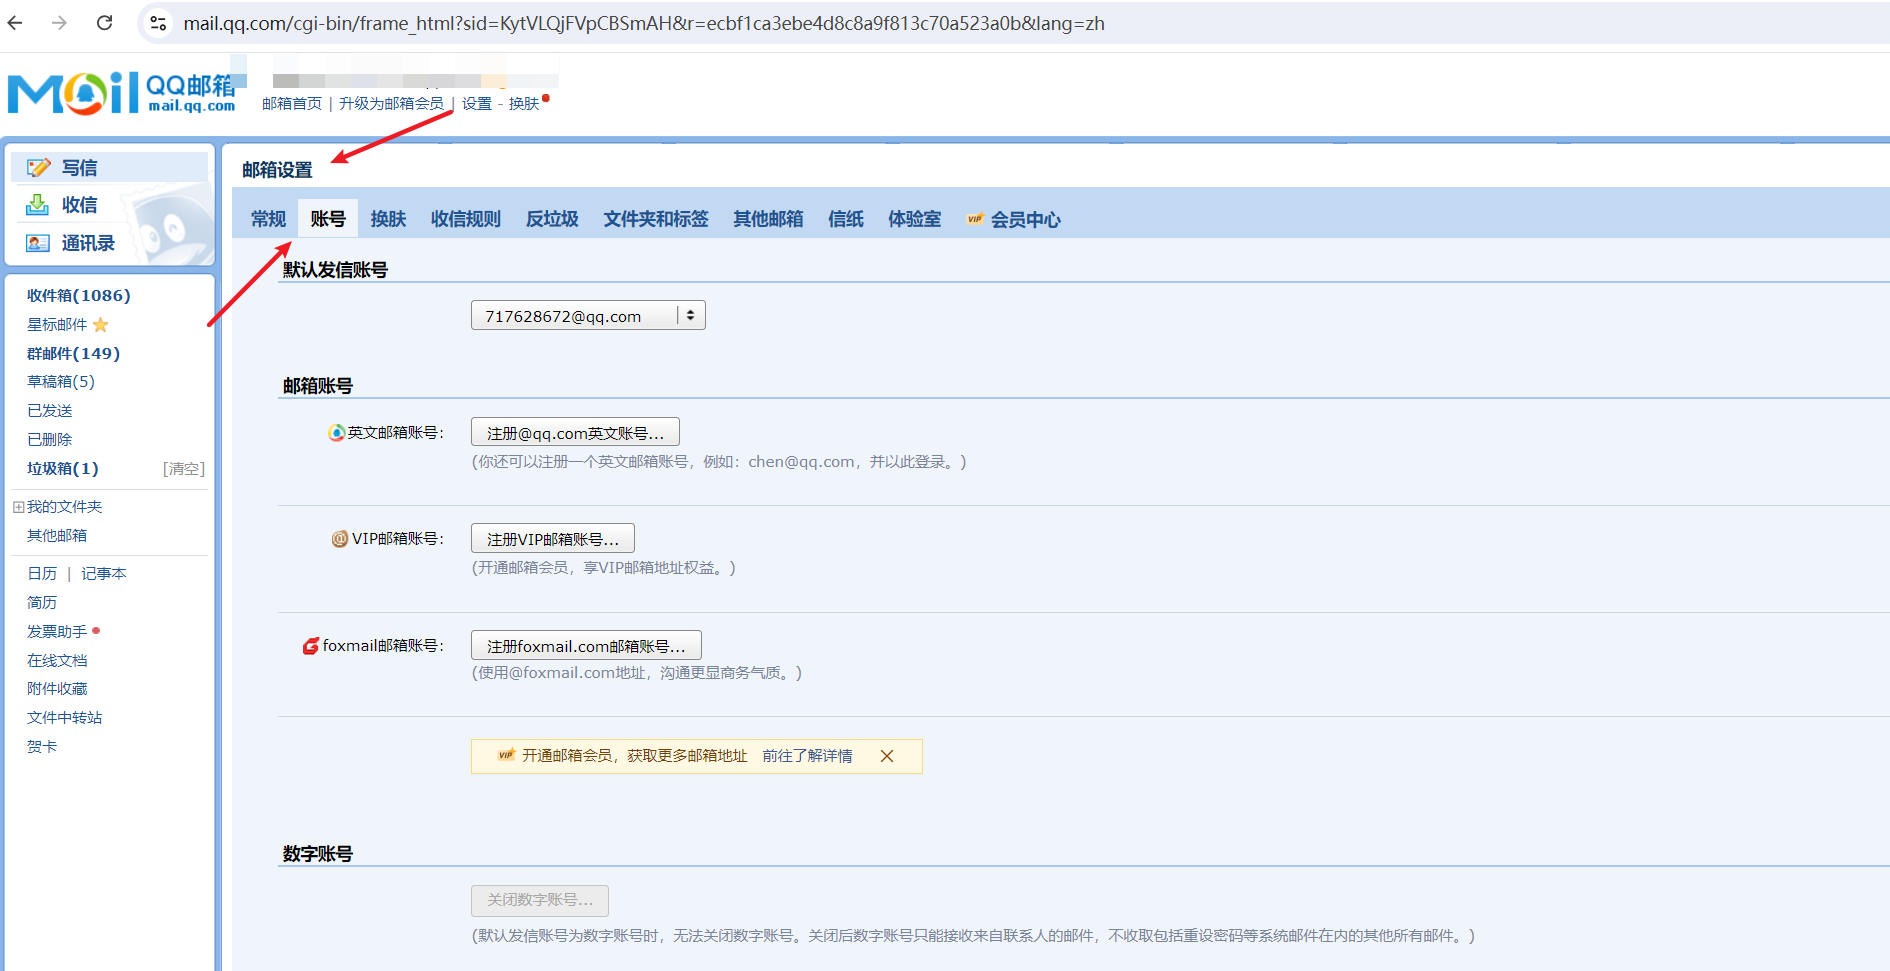 mail.qq.com/cgi-bin/frame_html?sid=KytVLQjFVpCBSmAH&r=ecbf1ca3ebe4d8c8a9f813c70a523a0b&lang=zh
Mail QQ邮箱
mail.qq.com
邮箱首页 | 升级为邮箱会员 | 设置 - 换肤
写信
收信
通讯录
收件箱(1086)
星标邮件
群邮件(149)
草稿箱(5)
已发送
已删除
垃圾箱(1) [清空]
我的文件夹
其他邮箱
日历 | 记事本
简历
发票助手
在线文档
附件收藏
文件中转站
贺卡
邮箱设置
常规 账号 换肤 收信规则 反垃圾 文件夹和标签 其他邮箱 信纸 体验室 VIP 会员中心
默认发信账号
717628672@qq.com
邮箱账号
英文邮箱账号： 注册@qq.com英文账号...
(你还可以注册一个英文邮箱账号，例如：chen@qq.com，并以此登录。)
VIP邮箱账号： 注册VIP邮箱账号...
(开通邮箱会员，享VIP邮箱地址权益。)
foxmail邮箱账号： 注册foxmail.com邮箱账号...
(使用@foxmail.com地址，沟通更显商务气质。)
VIP 开通邮箱会员，获取更多邮箱地址 前往了解详情
数字账号
关闭数字账号...
(默认发信账号为数字账号时，无法关闭数字账号。关闭后数字账号只能接收来自联系人的邮件，不收取包括重设密码等系统邮件在内的其他所有邮件。)